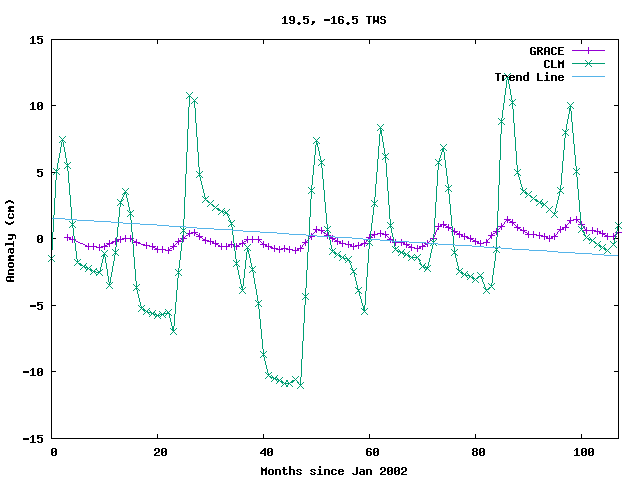 19.5, -16.5 TWS
GRACE
CLM
Trend Line
15
10
5
0
-5
-10
-15
Anomaly (cm)
0 20 40 60 80 100
Months since Jan 2002